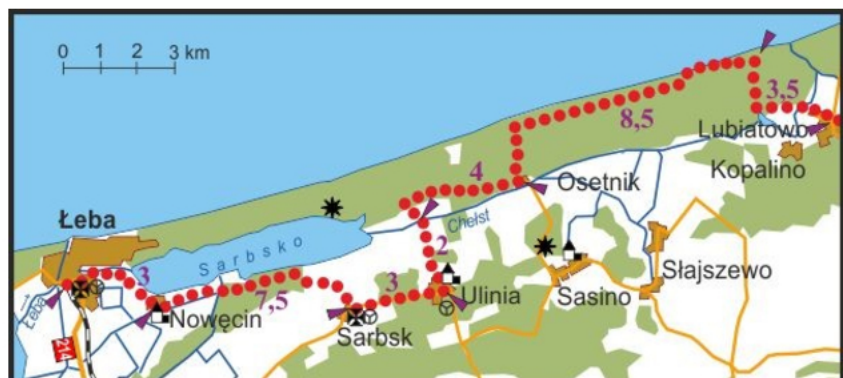 0 1 2 3 km
3,5
8,5
Lubiatowo
Kopalino
4
Osetnik
Łeba
Chełst
Sarbsko
2
3
3
7,5
Ulinia
Słajszewo
Sasino
Nowęcin
Sarbsk
Łeba
214